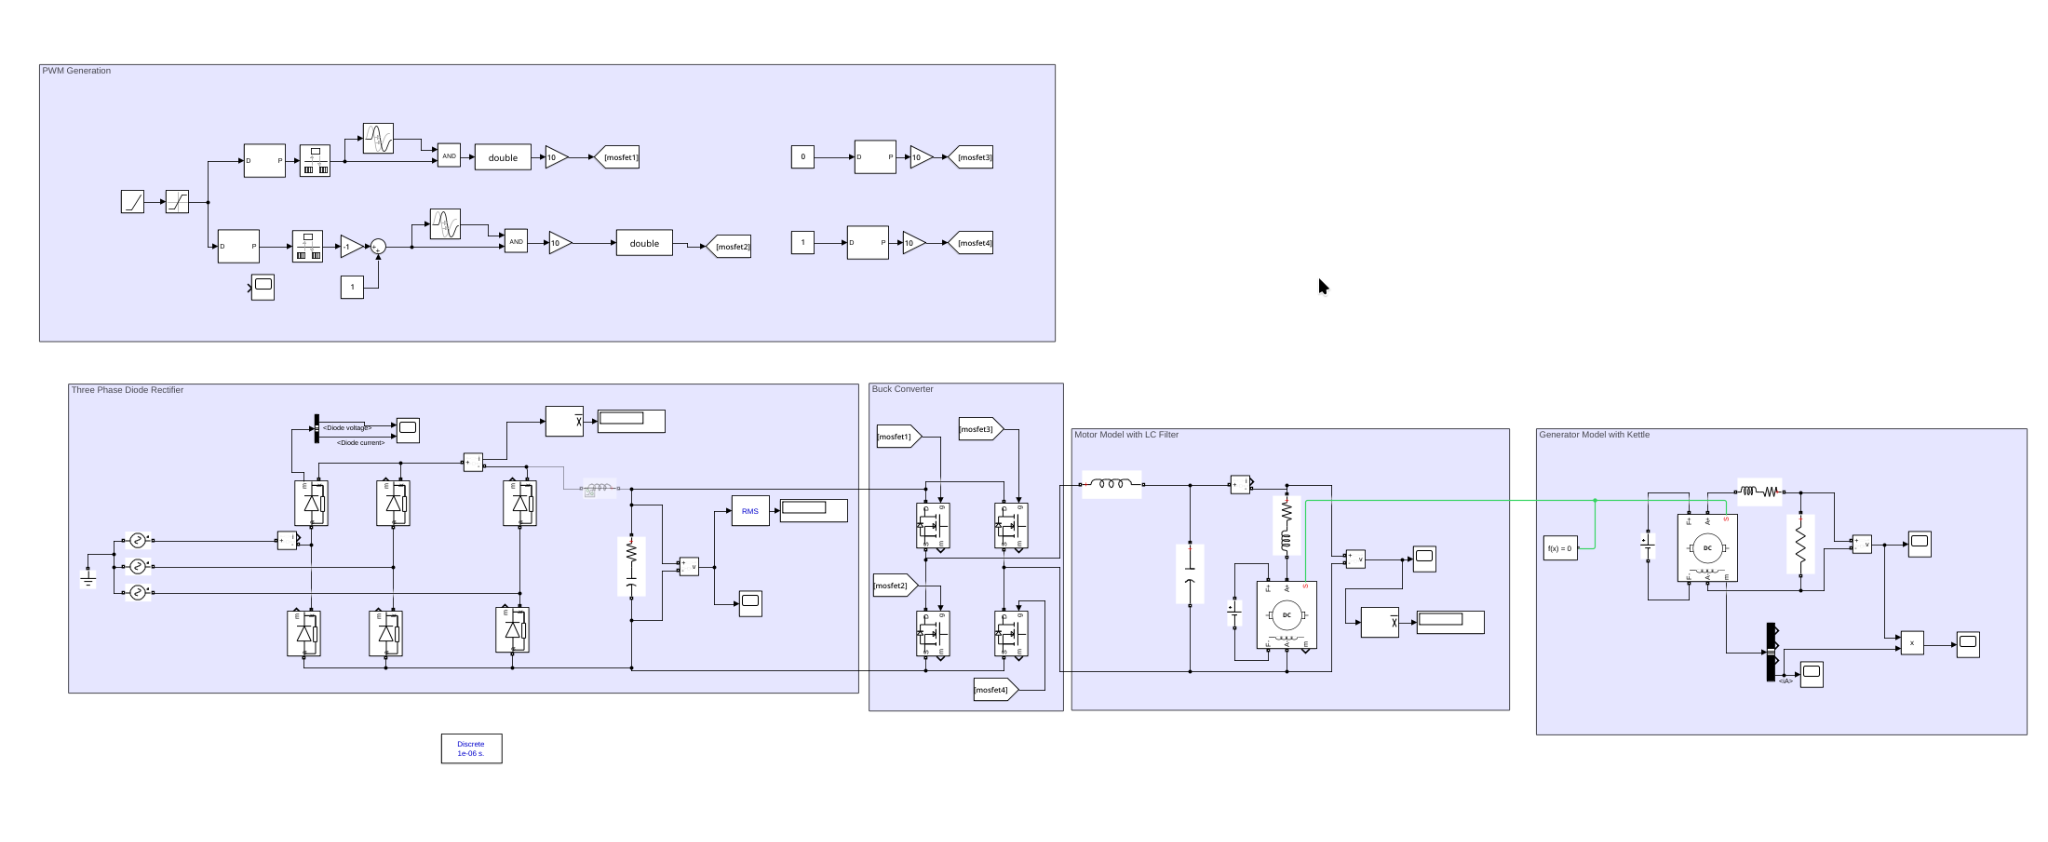 PWM Generation
D P
AND
double
10
[mosfet1]
0
D P
10
[mosfet3]
D P
-1
AND
10
double
[mosfet2]
1
D P
10
[mosfet4]
1
Three Phase Diode Rectifier
<Diode voltage>
<Diode current>
RMS
Discrete
1e-06 s.
Buck Converter
[mosfet1]
[mosfet3]
[mosfet2]
[mosfet4]
Motor Model with LC Filter
F+ A+ S
DC
F- A- m
Generator Model with Kettle
f(x) = 0
F+ A+ S
DC
F- A- m
<iA>
x